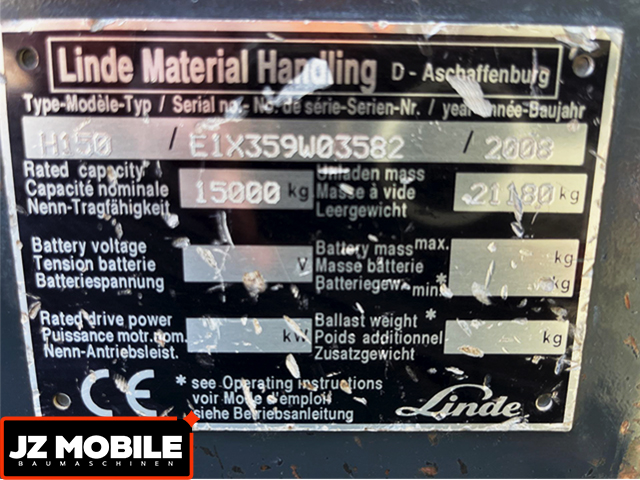 Linde Material Handling D - Aschaffenburg
Type-Modèle-Typ / Serial no.- No. de série-Serien-Nr. / year-année-Baujahr
H150 / E1X359W03582 / 2008
Rated capacity
Capacité nominale
Nenn-Tragfähigkeit
15000 kg
Unladen mass
Masse à vide
Leergewicht
21180 kg
Battery voltage
Tension batterie
Batteriespannung
V
Battery mass max.
Masse batterie
Batteriegew. * min.
kg
kg
Rated drive power
Puissance motr.nom.
Nenn-Antriebsleist.
kW
Ballast weight *
Poids additionnel
Zusatzgewicht
kg
CE
* see Operating instructions
voir Mode d'emploi
siehe Betriebsanleitung
Linde
JZ MOBILE
BAUMASCHINEN